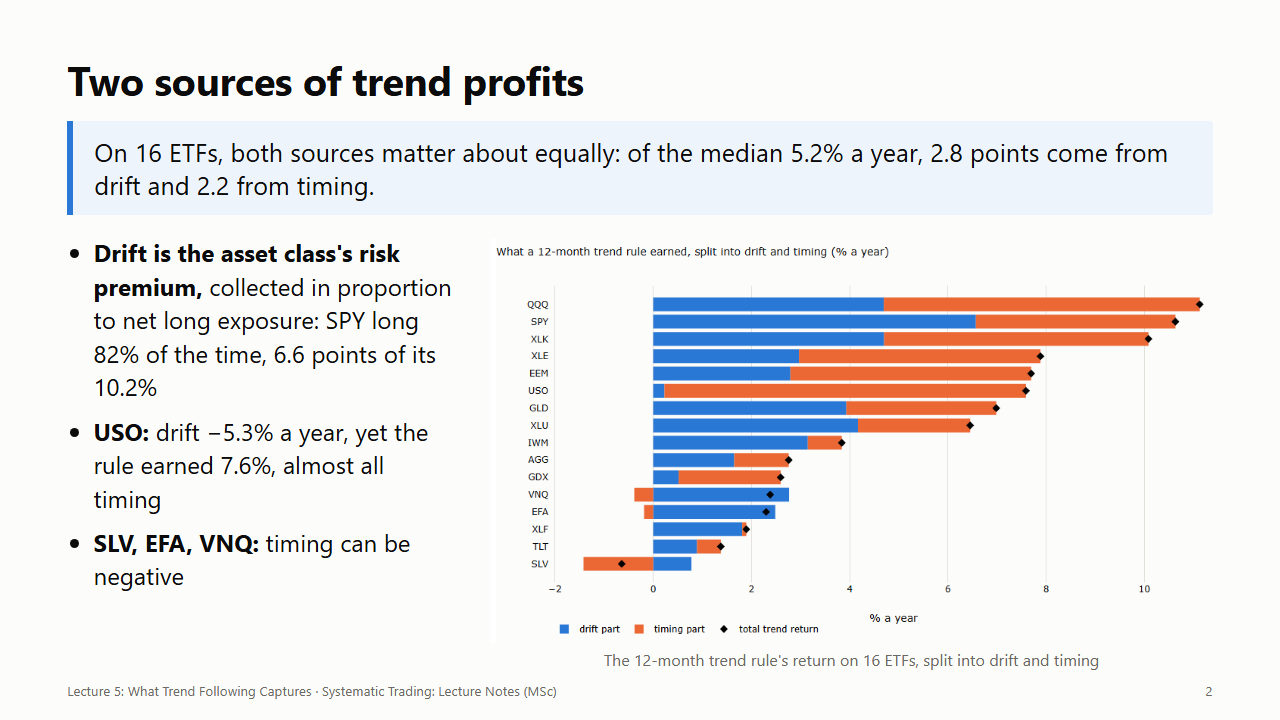 Two sources of trend profits
On 16 ETFs, both sources matter about equally: of the median 5.2% a year, 2.8 points come from
drift and 2.2 from timing.
• Drift is the asset class's risk
premium, collected in proportion
to net long exposure: SPY long
82% of the time, 6.6 points of its
10.2%
• USO: drift −5.3% a year, yet the
rule earned 7.6%, almost all
timing
• SLV, EFA, VNQ: timing can be
negative
What a 12-month trend rule earned, split into drift and timing (% a year)
QQQ
SPY
XLK
XLE
EEM
USO
GLD
XLU
IWM
AGG
GDX
VNQ
EFA
XLF
TLT
SLV
−2 0 2 4 6 8 10
% a year
drift part timing part total trend return
The 12-month trend rule's return on 16 ETFs, split into drift and timing
Lecture 5: What Trend Following Captures · Systematic Trading: Lecture Notes (MSc) 2